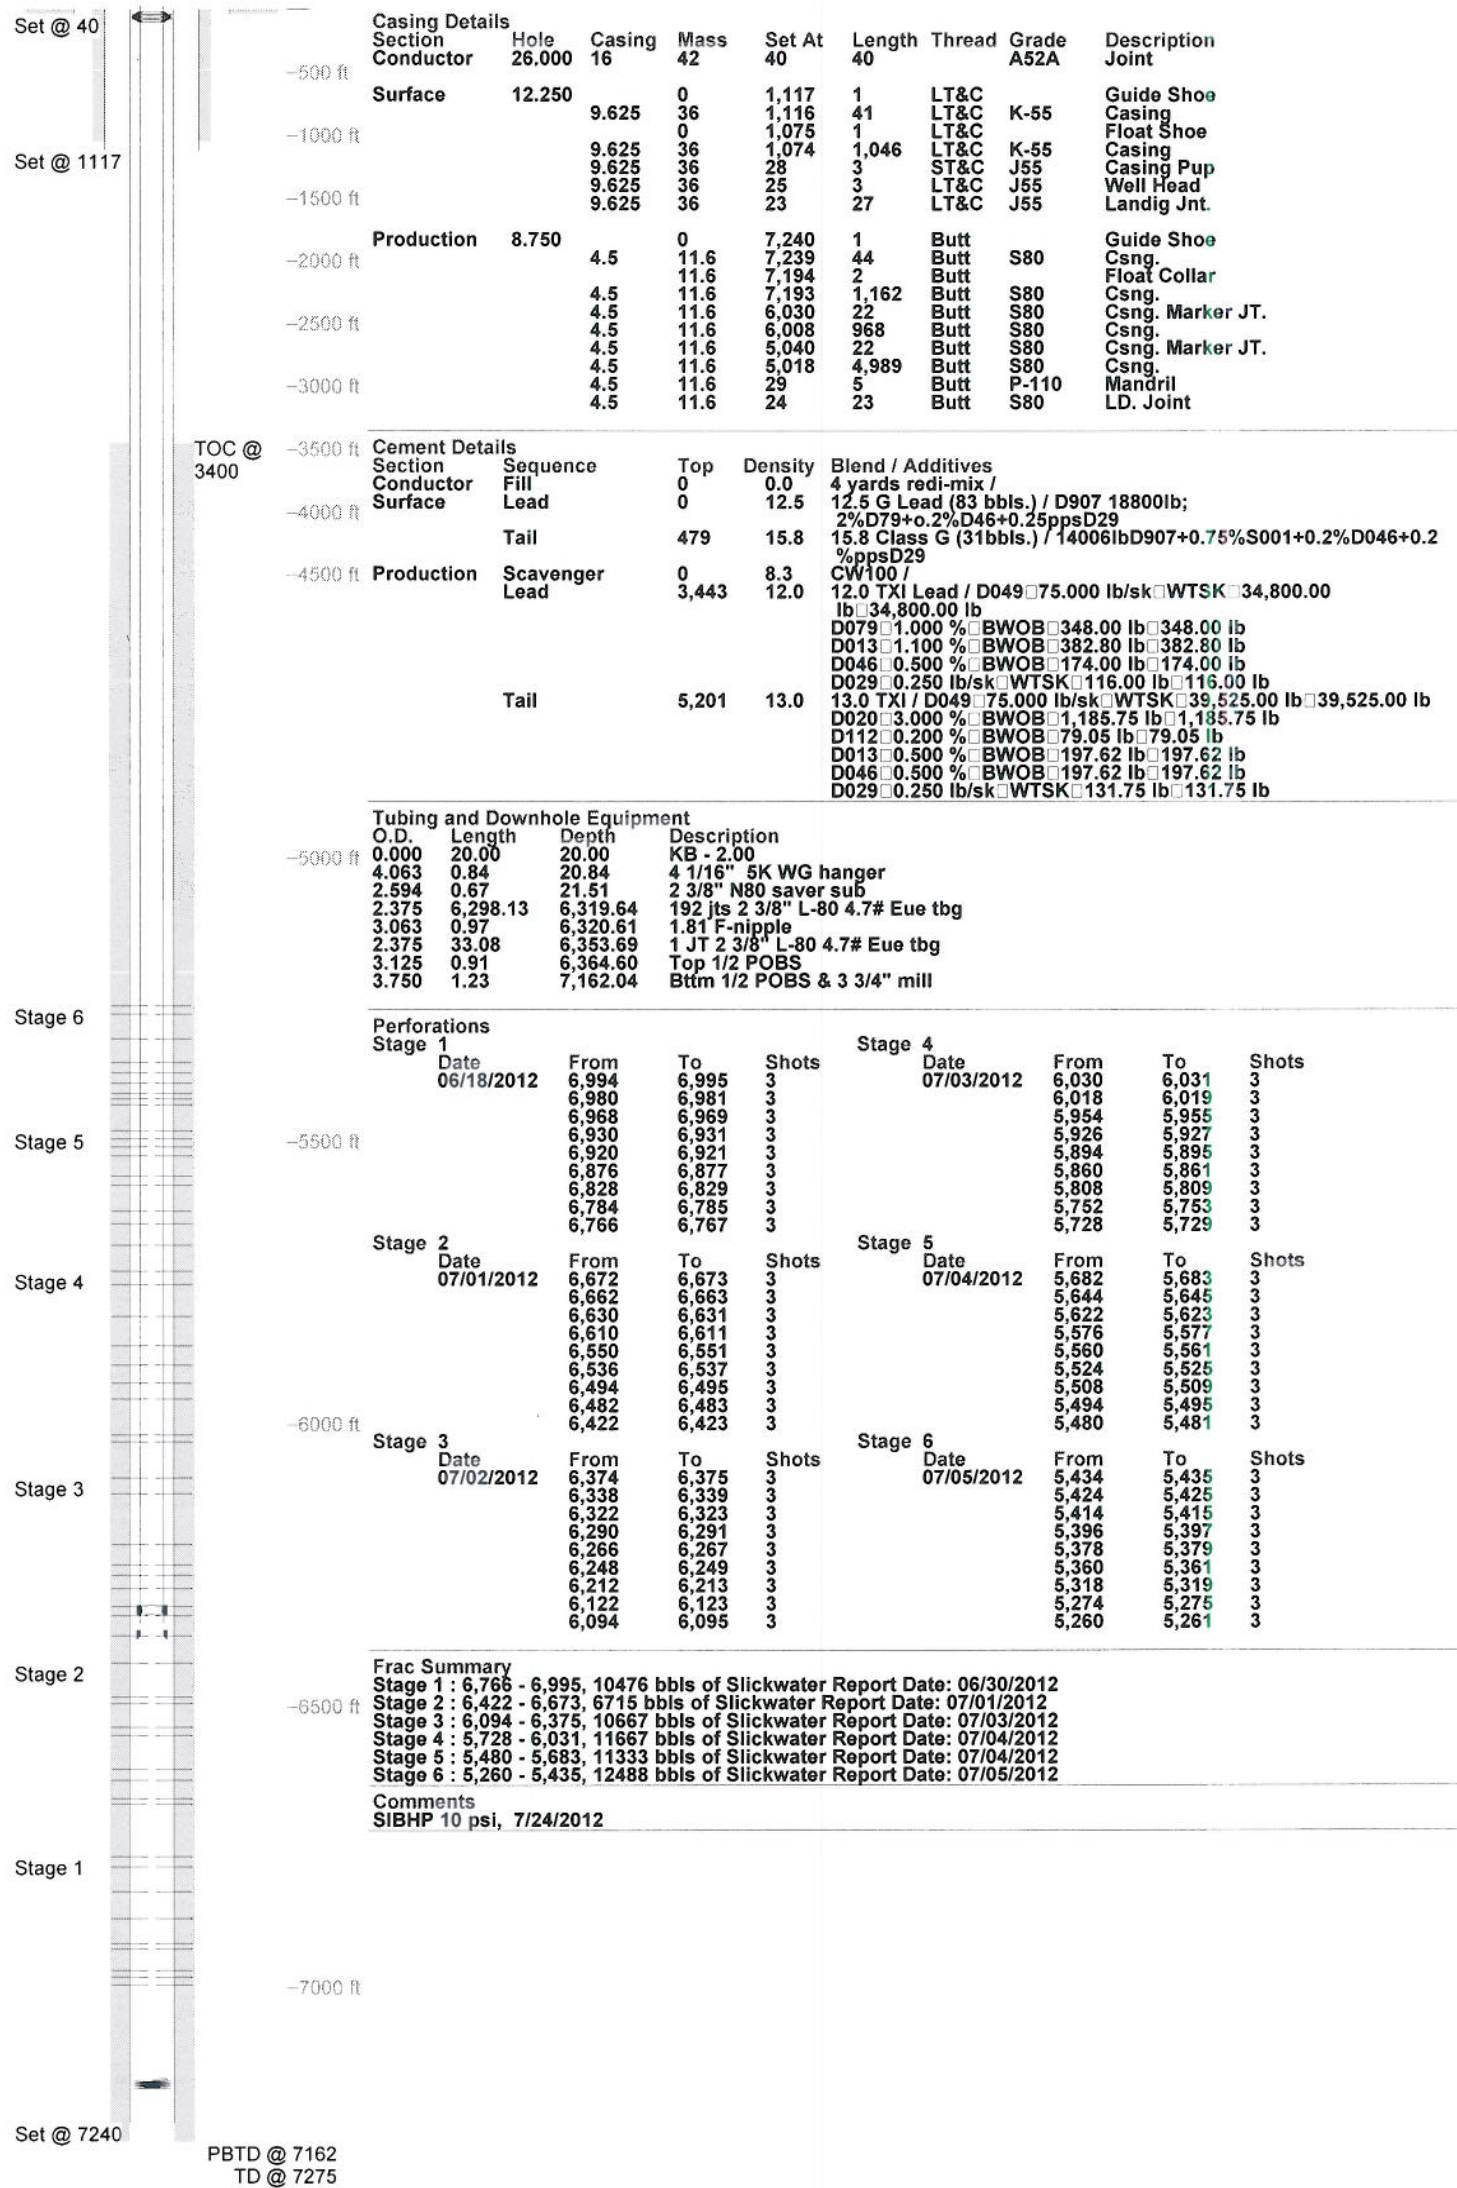 Set @ 40
-500 ft
-1000 ft
Set @ 1117
-1500 ft
-2000 ft
-2500 ft
-3000 ft
TOC @
3400
-3500 ft
-4000 ft
-4500 ft
-5000 ft
Stage 6
Stage 5
-5500 ft
Stage 4
-6000 ft
Stage 3
Stage 2
-6500 ft
Stage 1
-7000 ft
Set @ 7240
PBTD @ 7162
TD @ 7275
Casing Details
Section Hole Casing Mass Set At Length Thread Grade Description
Conductor 26.000 16 42 40 40 A52A Joint
Surface 12.250 0 1,117 1 LT&C Guide Shoe
9.625 36 1,116 41 LT&C K-55 Casing
0 1,075 1 LT&C Float Shoe
9.625 36 1,074 1,046 LT&C K-55 Casing
9.625 36 28 3 ST&C J55 Casing Pup
9.625 36 25 3 LT&C J55 Well Head
9.625 36 23 27 LT&C J55 Landig Jnt.
Production 8.750 0 7,240 1 Butt Guide Shoe
4.5 11.6 7,239 44 Butt S80 Csng.
11.6 7,194 2 Butt Float Collar
4.5 11.6 7,193 1,162 Butt S80 Csng.
4.5 11.6 6,030 22 Butt S80 Csng. Marker JT.
4.5 11.6 6,008 968 Butt S80 Csng.
4.5 11.6 5,040 22 Butt S80 Csng. Marker JT.
4.5 11.6 5,018 4,989 Butt S80 Csng.
4.5 11.6 29 5 Butt P-110 Mandril
4.5 11.6 24 23 Butt S80 LD. Joint
Cement Details
Section Sequence Top Density Blend / Additives
Conductor Fill 0 0.0 4 yards redi-mix /
Surface Lead 0 12.5 12.5 G Lead (83 bbls.) / D907 18800lb;
2%D79+o.2%D46+0.25ppsD29
Tail 479 15.8 15.8 Class G (31bbls.) / 14006lbD907+0.75%S001+0.2%D046+0.2
%ppsD29
Production Scavenger 0 8.3 CW100 /
Lead 3,443 12.0 12.0 TXI Lead / D049□75.000 lb/sk□WTSK□34,800.00
lb□34,800.00 lb
D079□1.000 %□BWOB□348.00 lb□348.00 lb
D013□1.100 %□BWOB□382.80 lb□382.80 lb
D046□0.500 %□BWOB□174.00 lb□174.00 lb
D029□0.250 lb/sk□WTSK□116.00 lb□116.00 lb
Tail 5,201 13.0 13.0 TXI / D049□75.000 lb/sk□WTSK□39,525.00 lb□39,525.00 lb
D020□3.000 %□BWOB□1,185.75 lb□1,185.75 lb
D112□0.200 %□BWOB□79.05 lb□79.05 lb
D013□0.500 %□BWOB□197.62 lb□197.62 lb
D046□0.500 %□BWOB□197.62 lb□197.62 lb
D029□0.250 lb/sk□WTSK□131.75 lb□131.75 lb
Tubing and Downhole Equipment
O.D. Length Depth Description
0.000 20.00 20.00 KB - 2.00
4.063 0.84 20.84 4 1/16" 5K WG hanger
2.594 0.67 21.51 2 3/8" N80 saver sub
2.375 6,298.13 6,319.64 192 jts 2 3/8" L-80 4.7# Eue tbg
3.063 0.97 6,320.61 1.81 F-nipple
2.375 33.08 6,353.69 1 JT 2 3/8" L-80 4.7# Eue tbg
3.125 0.91 6,364.60 Top 1/2 POBS
3.750 1.23 7,162.04 Bttm 1/2 POBS & 3 3/4" mill
Perforations
Stage 1
Date From To Shots
06/18/2012 6,994 6,995 3
6,980 6,981 3
6,968 6,969 3
6,930 6,931 3
6,920 6,921 3
6,876 6,877 3
6,828 6,829 3
6,784 6,785 3
6,766 6,767 3
Stage 2
Date From To Shots
07/01/2012 6,672 6,673 3
6,662 6,663 3
6,630 6,631 3
6,610 6,611 3
6,550 6,551 3
6,536 6,537 3
6,494 6,495 3
6,482 6,483 3
6,422 6,423 3
Stage 3
Date From To Shots
07/02/2012 6,374 6,375 3
6,338 6,339 3
6,322 6,323 3
6,290 6,291 3
6,266 6,267 3
6,248 6,249 3
6,212 6,213 3
6,122 6,123 3
6,094 6,095 3
Stage 4
Date From To Shots
07/03/2012 6,030 6,031 3
6,018 6,019 3
5,954 5,955 3
5,926 5,927 3
5,894 5,895 3
5,860 5,861 3
5,808 5,809 3
5,752 5,753 3
5,728 5,729 3
Stage 5
Date From To Shots
07/04/2012 5,682 5,683 3
5,644 5,645 3
5,622 5,623 3
5,576 5,577 3
5,560 5,561 3
5,524 5,525 3
5,508 5,509 3
5,494 5,495 3
5,480 5,481 3
Stage 6
Date From To Shots
07/05/2012 5,434 5,435 3
5,424 5,425 3
5,414 5,415 3
5,396 5,397 3
5,378 5,379 3
5,360 5,361 3
5,318 5,319 3
5,274 5,275 3
5,260 5,261 3
Frac Summary
Stage 1 : 6,766 - 6,995, 10476 bbls of Slickwater Report Date: 06/30/2012
Stage 2 : 6,422 - 6,673, 6715 bbls of Slickwater Report Date: 07/01/2012
Stage 3 : 6,094 - 6,375, 10667 bbls of Slickwater Report Date: 07/03/2012
Stage 4 : 5,728 - 6,031, 11667 bbls of Slickwater Report Date: 07/04/2012
Stage 5 : 5,480 - 5,683, 11333 bbls of Slickwater Report Date: 07/04/2012
Stage 6 : 5,260 - 5,435, 12488 bbls of Slickwater Report Date: 07/05/2012
Comments
SIBHP 10 psi, 7/24/2012